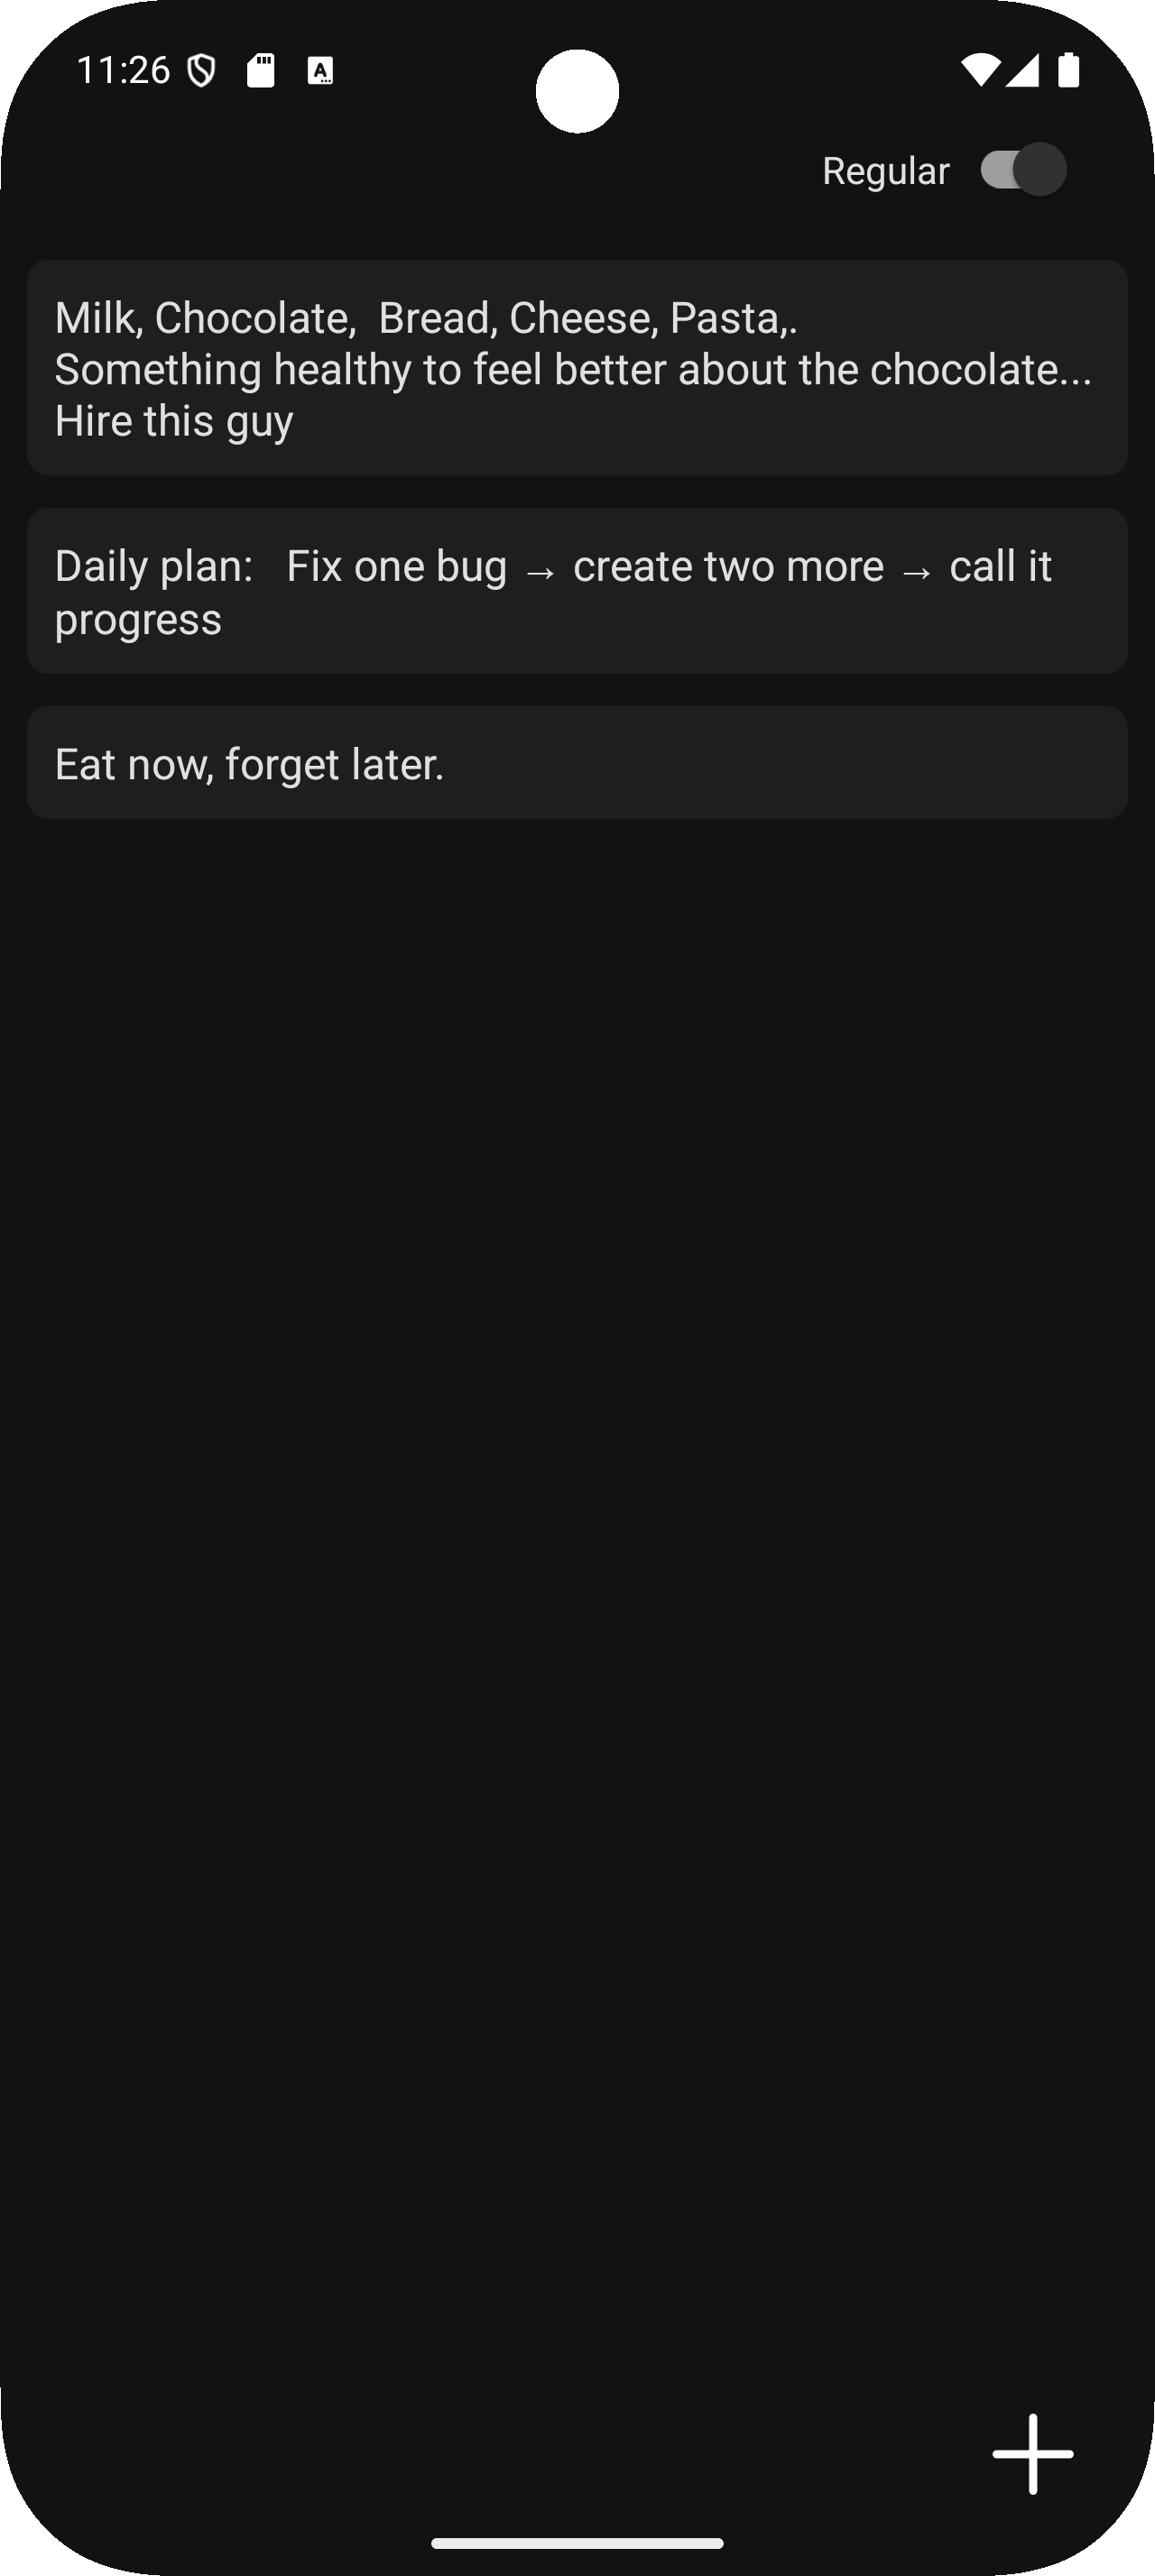 11:26
Regular
Milk, Chocolate,  Bread, Cheese, Pasta,.
Something healthy to feel better about the chocolate...
Hire this guy
Daily plan:   Fix one bug → create two more → call it
progress
Eat now, forget later.